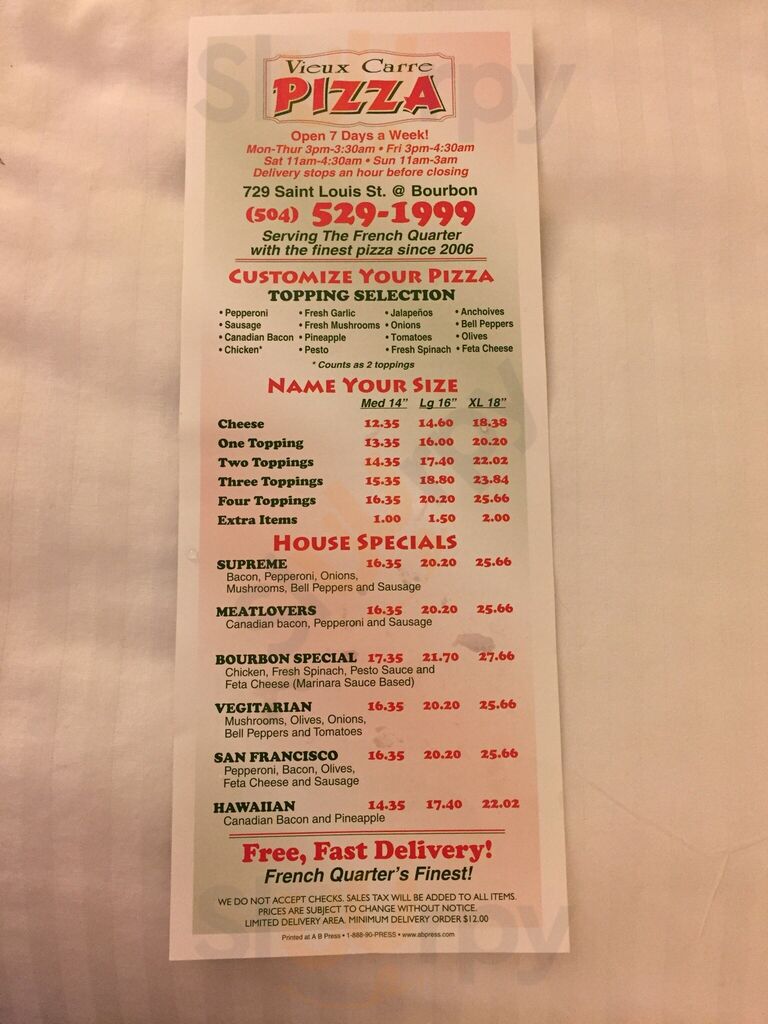 Vieux Carre
PIZZA
Open 7 Days a Week!
Mon-Thur 3pm-3:30am • Fri 3pm-4:30am
Sat 11am-4:30am • Sun 11am-3am
Delivery stops an hour before closing
729 Saint Louis St. @ Bourbon
(504) 529-1999
Serving The French Quarter
with the finest pizza since 2006
CUSTOMIZE YOUR PIZZA
TOPPING SELECTION
• Pepperoni • Fresh Garlic • Jalapeños • Anchoives
• Sausage • Fresh Mushrooms • Onions • Bell Peppers
• Canadian Bacon • Pineapple • Tomatoes • Olives
• Chicken* • Pesto • Fresh Spinach • Feta Cheese
* Counts as 2 toppings
NAME YOUR SIZE
Med 14" Lg 16" XL 18"
Cheese 12.35 14.60 18.38
One Topping 13.35 16.00 20.20
Two Toppings 14.35 17.40 22.02
Three Toppings 15.35 18.80 23.84
Four Toppings 16.35 20.20 25.66
Extra Items 1.00 1.50 2.00
HOUSE SPECIALS
SUPREME 16.35 20.20 25.66
Bacon, Pepperoni, Onions,
Mushrooms, Bell Peppers and Sausage
MEATLOVERS 16.35 20.20 25.66
Canadian bacon, Pepperoni and Sausage
BOURBON SPECIAL 17.35 21.70 27.66
Chicken, Fresh Spinach, Pesto Sauce and
Feta Cheese (Marinara Sauce Based)
VEGITARIAN 16.35 20.20 25.66
Mushrooms, Olives, Onions,
Bell Peppers and Tomatoes
SAN FRANCISCO 16.35 20.20 25.66
Pepperoni, Bacon, Olives,
Feta Cheese and Sausage
HAWAIIAN 14.35 17.40 22.02
Canadian Bacon and Pineapple
Free, Fast Delivery!
French Quarter's Finest!
WE DO NOT ACCEPT CHECKS. SALES TAX WILL BE ADDED TO ALL ITEMS.
PRICES ARE SUBJECT TO CHANGE WITHOUT NOTICE.
LIMITED DELIVERY AREA. MINIMUM DELIVERY ORDER $12.00
Printed at A B Press • 1-888-90-PRESS • www.abpress.com